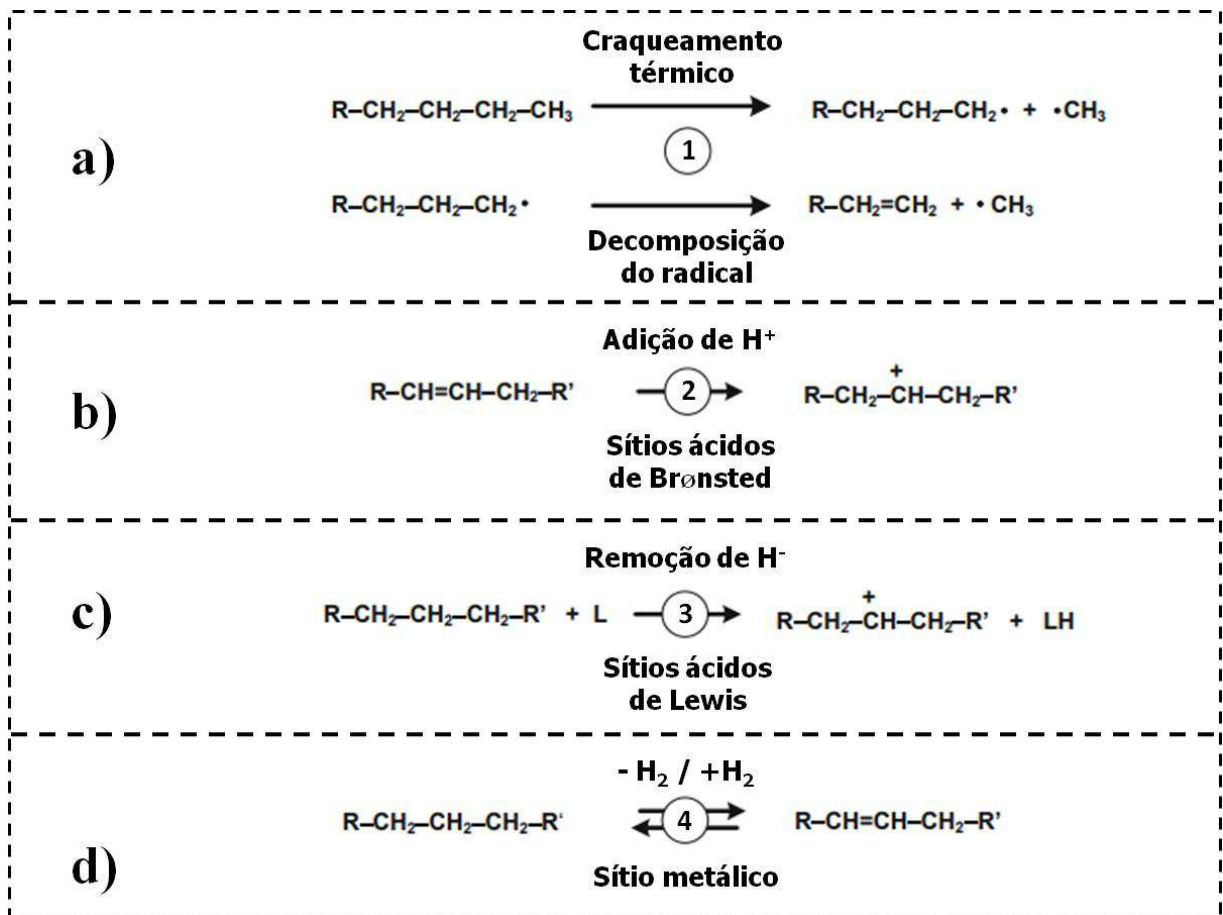 a)
Craqueamento
térmico
R–CH₂–CH₂–CH₂–CH₃
1
R–CH₂–CH₂–CH₂• + •CH₃
R–CH₂–CH₂–CH₂•
R–CH₂=CH₂ + •CH₃
Decomposição
do radical
b)
Adição de H⁺
R–CH=CH–CH₂–R’
2
+
R–CH₂–CH–CH₂–R’
Sítios ácidos
de Brønsted
c)
Remoção de H⁻
R–CH₂–CH₂–CH₂–R’ + L
3
+
R–CH₂–CH–CH₂–R’ + LH
Sítios ácidos
de Lewis
d)
- H₂ / +H₂
R–CH₂–CH₂–CH₂–R‘
4
R–CH=CH–CH₂–R’
Sítio metálico